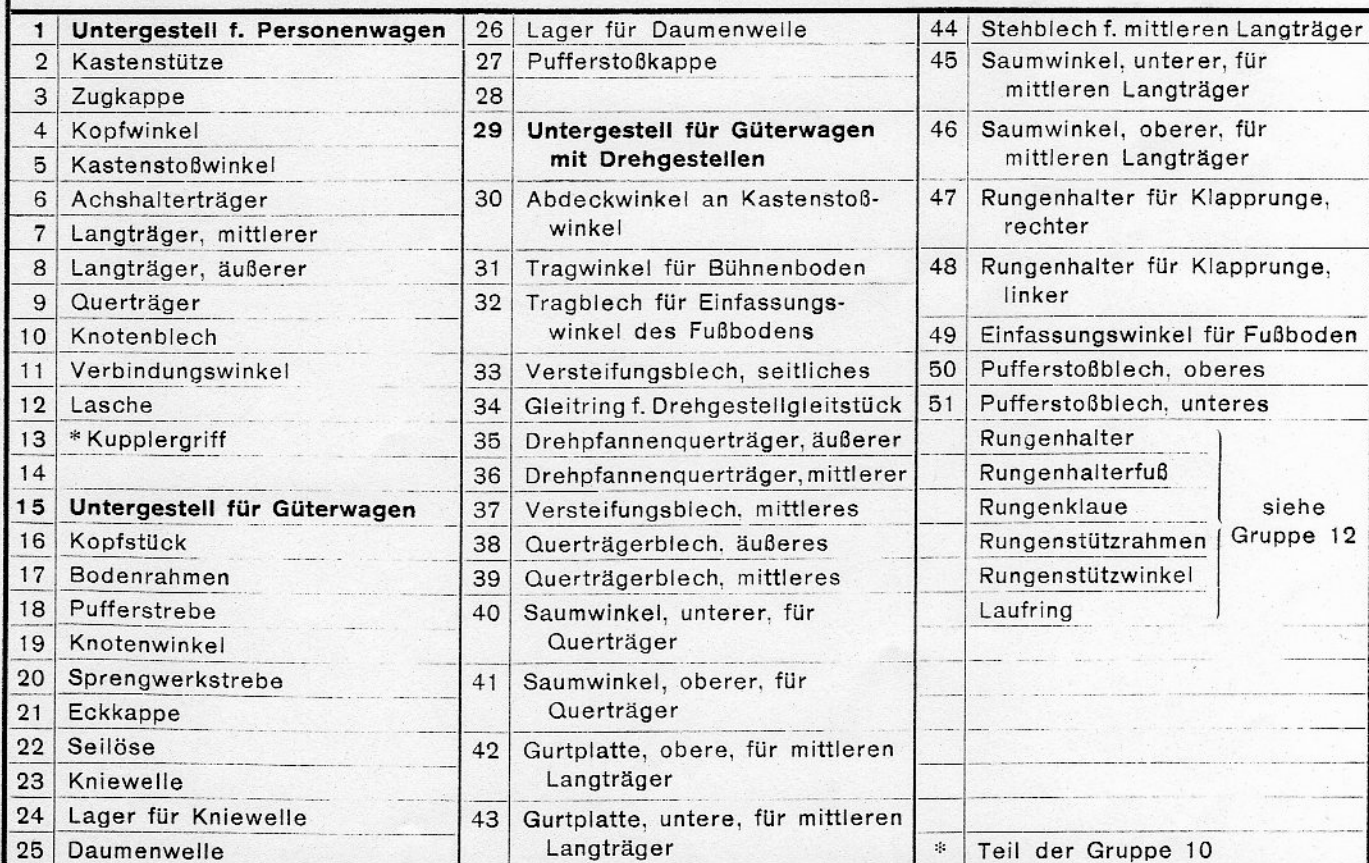 1 Untergestell f. Personenwagen
2 Kastenstütze
3 Zugkappe
4 Kopfwinkel
5 Kastenstoßwinkel
6 Achshalterträger
7 Langträger, mittlerer
8 Langträger, äußerer
9 Querträger
10 Knotenblech
11 Verbindungswinkel
12 Lasche
13 * Kupplergriff
14
15 Untergestell für Güterwagen
16 Kopfstück
17 Bodenrahmen
18 Pufferstrebe
19 Knotenwinkel
20 Sprengwerkstrebe
21 Eckkappe
22 Seilöse
23 Kniewelle
24 Lager für Kniewelle
25 Daumenwelle
26 Lager für Daumenwelle
27 Pufferstoßkappe
28
29 Untergestell für Güterwagen
mit Drehgestellen
30 Abdeckwinkel an Kastenstoß-
winkel
31 Tragwinkel für Bühnenboden
32 Tragblech für Einfassungs-
winkel des Fußbodens
33 Versteifungsblech, seitliches
34 Gleitring f. Drehgestellgleitstück
35 Drehpfannenquerträger, äußerer
36 Drehpfannenquerträger, mittlerer
37 Versteifungsblech, mittleres
38 Querträgerblech, äußeres
39 Querträgerblech, mittleres
40 Saumwinkel, unterer, für
Querträger
41 Saumwinkel, oberer, für
Querträger
42 Gurtplatte, obere, für mittleren
Langträger
43 Gurtplatte, untere, für mittleren
Langträger
44 Stehblech f. mittleren Langträger
45 Saumwinkel, unterer, für
mittleren Langträger
46 Saumwinkel, oberer, für
mittleren Langträger
47 Rungenhalter für Klapprunge,
rechter
48 Rungenhalter für Klapprunge,
linker
49 Einfassungswinkel für Fußboden
50 Pufferstoßblech, oberes
51 Pufferstoßblech, unteres
Rungenhalter
Rungenhalterfuß
Rungenklaue
Rungenstützrahmen
Rungenstützwinkel
Laufring
siehe
Gruppe 12
* Teil der Gruppe 10